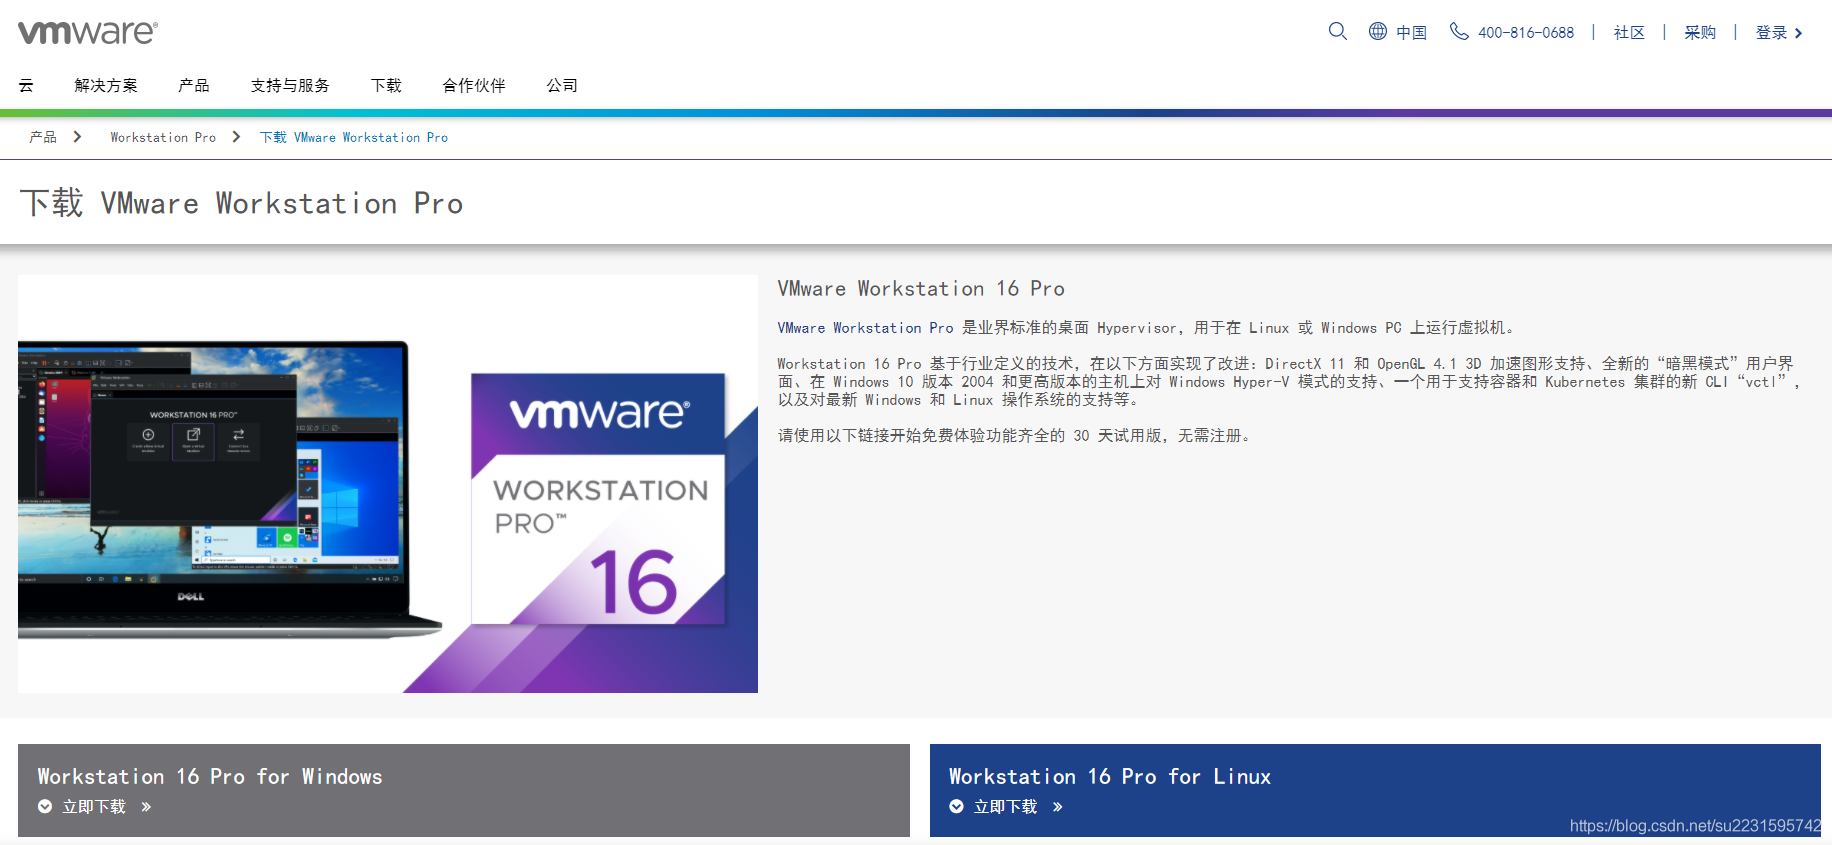 vmware®
中国
400-816-0688
社区
采购
登录
云
解决方案
产品
支持与服务
下载
合作伙伴
公司
产品
Workstation Pro
下载 VMware Workstation Pro
下载 VMware Workstation Pro
WORKSTATION 16 PRO™
DELL
vmware®
WORKSTATION
PRO™
16
VMware Workstation 16 Pro
VMware Workstation Pro 是业界标准的桌面 Hypervisor，用于在 Linux 或 Windows PC 上运行虚拟机。
Workstation 16 Pro 基于行业定义的技术，在以下方面实现了改进：DirectX 11 和 OpenGL 4.1 3D 加速图形支持、全新的“暗黑模式”用户界
面、在 Windows 10 版本 2004 和更高版本的主机上对 Windows Hyper-V 模式的支持、一个用于支持容器和 Kubernetes 集群的新 CLI“vctl”，
以及对最新 Windows 和 Linux 操作系统的支持等。
请使用以下链接开始免费体验功能齐全的 30 天试用版，无需注册。
Workstation 16 Pro for Windows
立即下载 »
Workstation 16 Pro for Linux
立即下载 »
https://blog.csdn.net/su2231595742